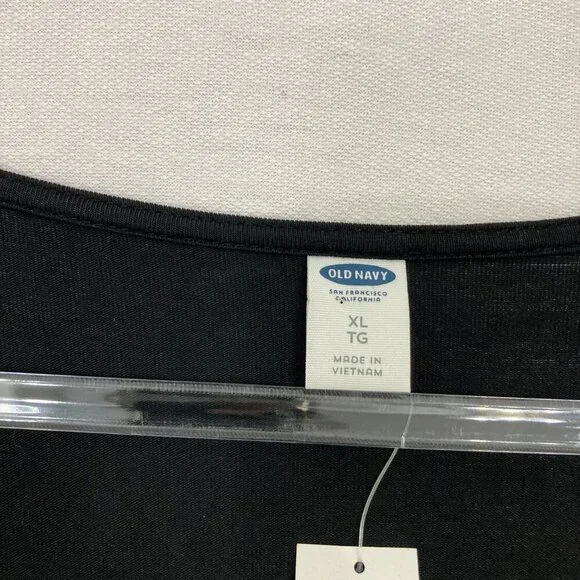 OLD NAVY
SAN FRANCISCO
CALIFORNIA
XL
TG
MADE IN
VIETNAM